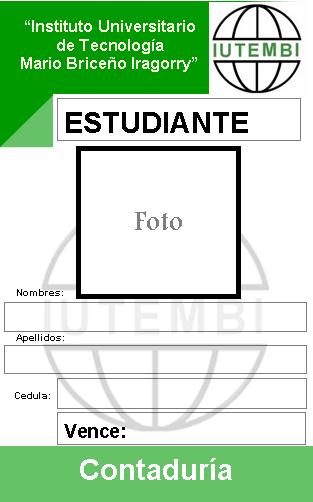 “Instituto Universitario
de Tecnología
Mario Briceño Iragorry”
IUTEMBI
ESTUDIANTE
Foto
Nombres:
IUTEMBI
Apellidos:
Cedula:
Vence:
Contaduría